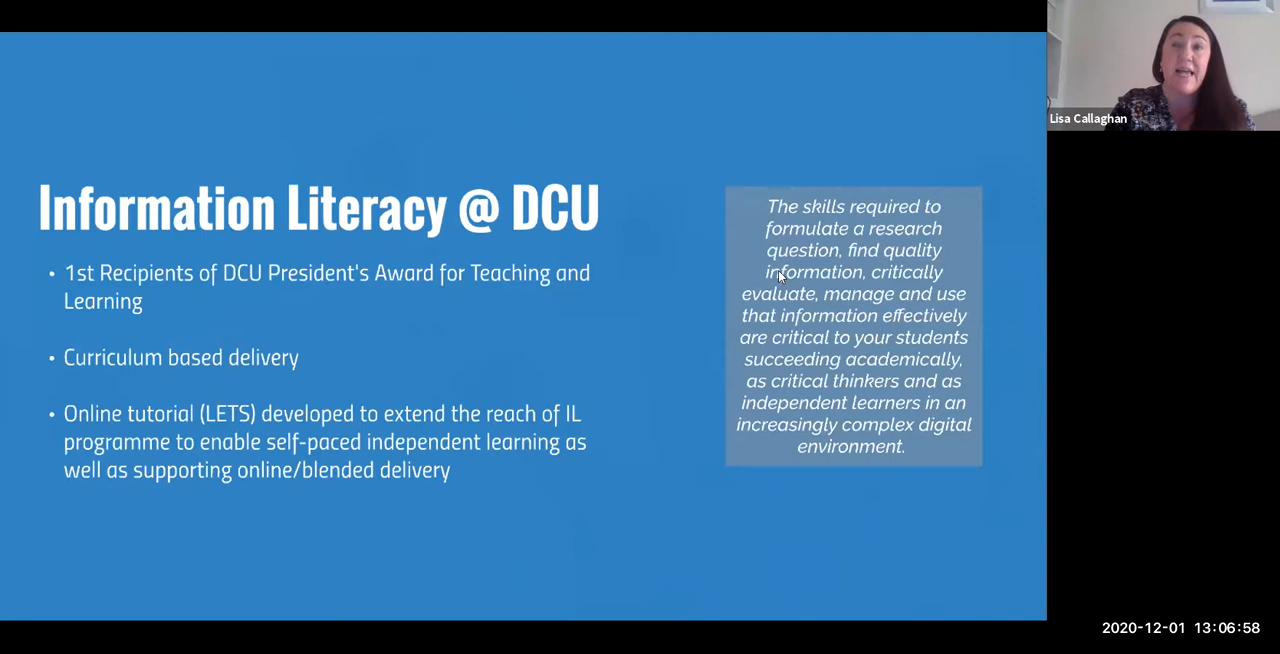 Information Literacy @ DCU
• 1st Recipients of DCU President's Award for Teaching and
Learning
• Curriculum based delivery
• Online tutorial (LETS) developed to extend the reach of IL
programme to enable self-paced independent learning as
well as supporting online/blended delivery
The skills required to
formulate a research
question, find quality
information, critically
evaluate, manage and use
that information effectively
are critical to your students
succeeding academically,
as critical thinkers and as
independent learners in an
increasingly complex digital
environment.
Lisa Callaghan
2020-12-01 13:06:58